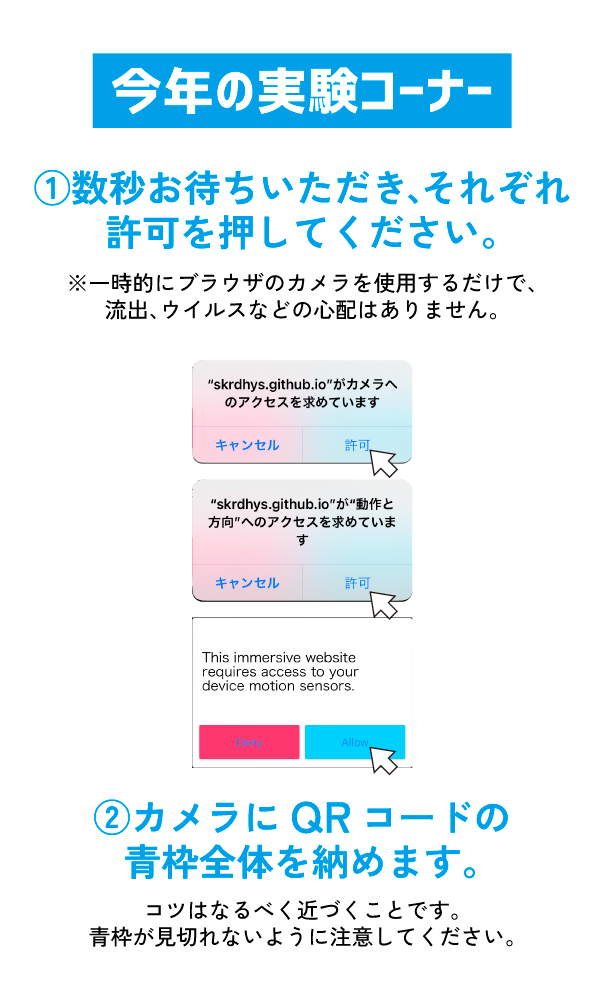 今年の実験コーナー
①数秒お待ちいただき、それぞれ
許可を押してください。
※一時的にブラウザのカメラを使用するだけで、
流出、ウイルスなどの心配はありません。
“skrdhys.github.io”がカメラへ
のアクセスを求めています
キャンセル 許可
“skrdhys.github.io”が“動作と
方向”へのアクセスを求めていま
す
キャンセル 許可
This immersive website
requires access to your
device motion sensors.
Deny Allow
②カメラに QR コードの
青枠全体を納めます。
コツはなるべく近づくことです。
青枠が見切れないように注意してください。